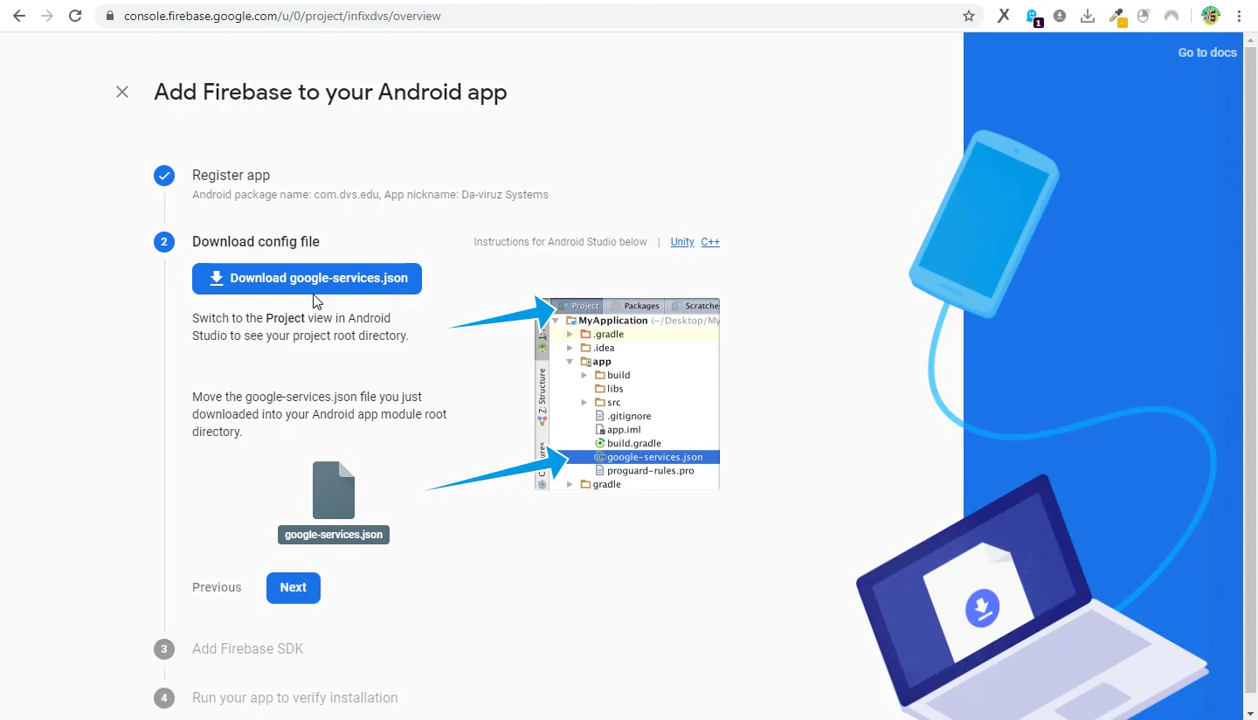 console.firebase.google.com/u/0/project/infixdvs/overview
1
Go to docs
Add Firebase to your Android app
Register app
Android package name: com.dvs.edu, App nickname: Da-viruz Systems
2
Download config file
Instructions for Android Studio below | Unity C++
Download google-services.json
Switch to the Project view in Android
Studio to see your project root directory.
Move the google-services.json file you just
downloaded into your Android app module root
directory.
google-services.json
Project Packages Scratches
MyApplication (~/Desktop/My
.gradle
.idea
app
build
libs
src
.gitignore
app.iml
build.gradle
google-services.json
proguard-rules.pro
gradle
Z: Structure
Previous
Next
3
Add Firebase SDK
4
Run your app to verify installation